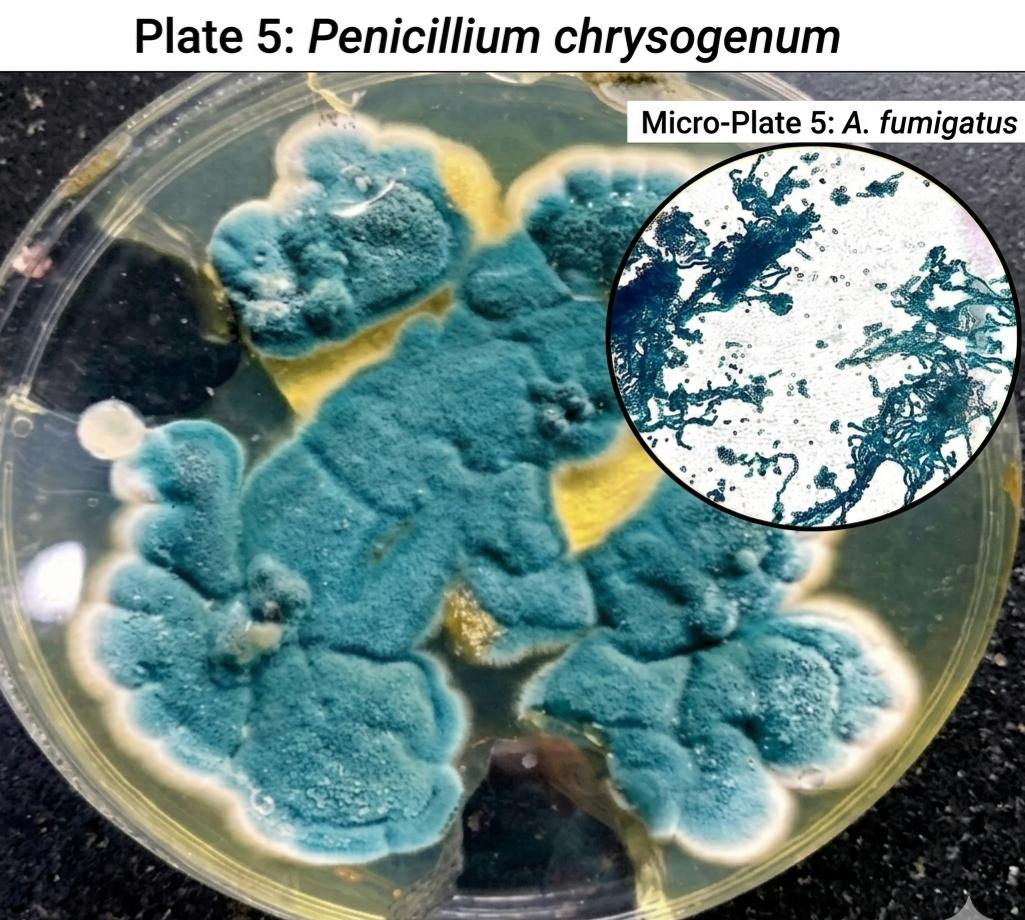 Plate 5: Penicillium chrysogenum
Micro-Plate 5: A. fumigatus